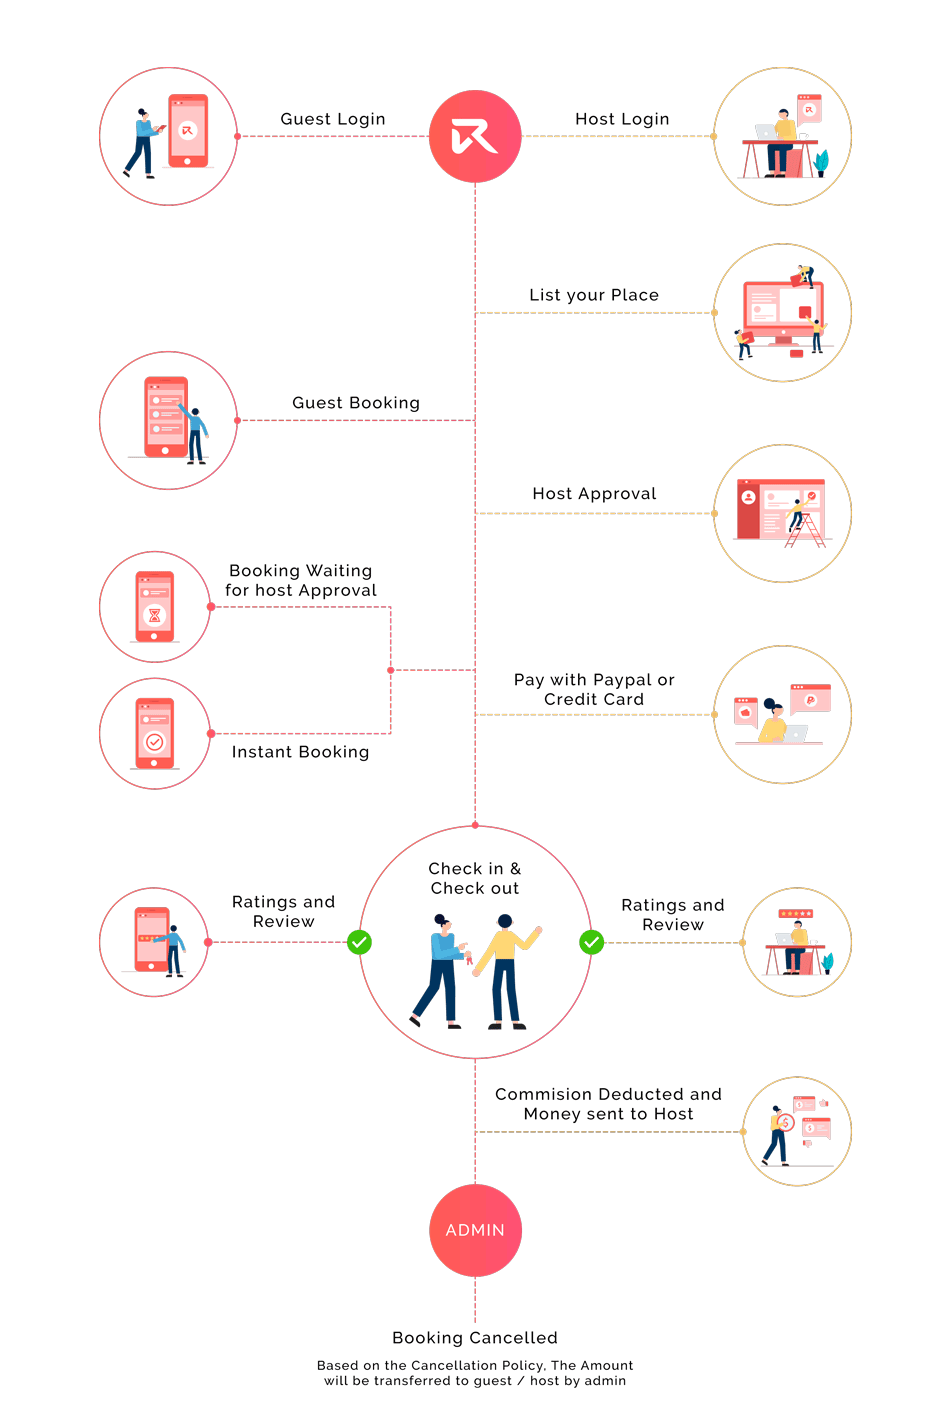 Guest Login
Host Login
List your Place
Guest Booking
Host Approval
Booking Waiting
for host Approval
Pay with Paypal or
Credit Card
Instant Booking
Check in &
Check out
Ratings and
Review
Ratings and
Review
Commision Deducted and
Money sent to Host
ADMIN
Booking Cancelled
Based on the Cancellation Policy, The Amount
will be transferred to guest / host by admin